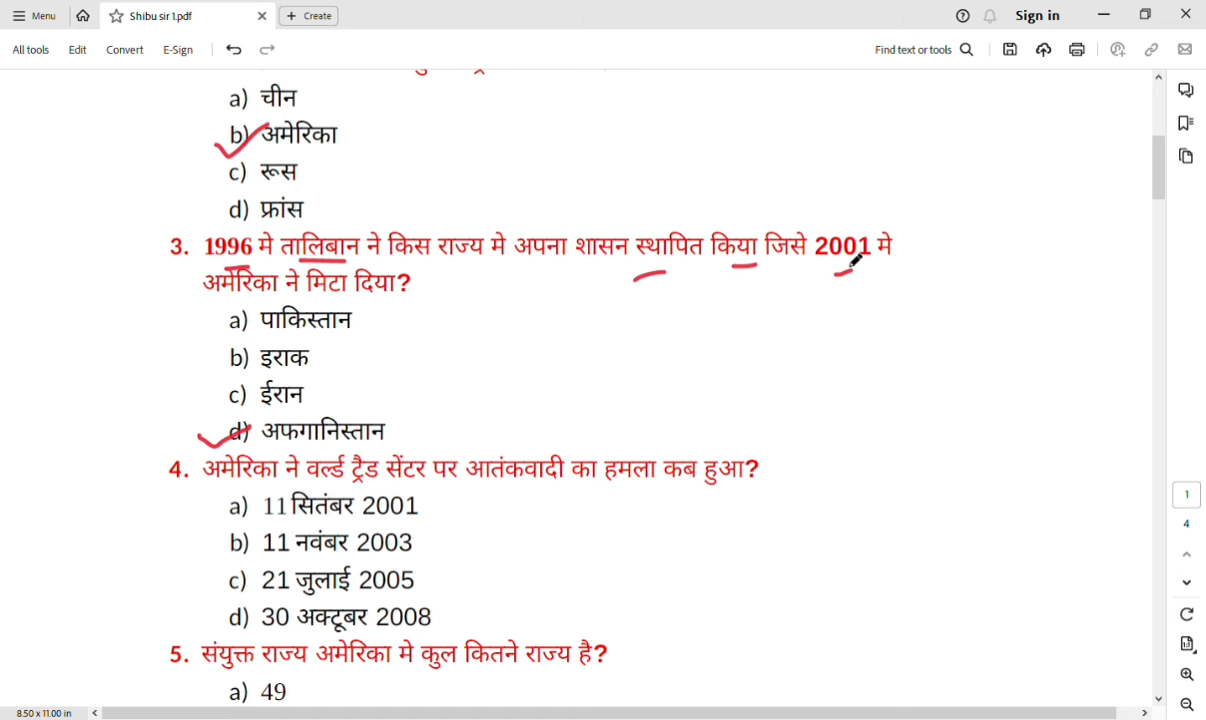 Menu Shibu sir 1.pdf Create Sign in
All tools Edit Convert E-Sign Find text or tools
a) चीन
b) अमेरिका
c) रूस
d) फ्रांस
3. 1996 मे तालिबान ने किस राज्य मे अपना शासन स्थापित किया जिसे 2001 मे
अमेरिका ने मिटा दिया?
a) पाकिस्तान
b) इराक
c) ईरान
d) अफगानिस्तान
4. अमेरिका ने वर्ल्ड ट्रैड सेंटर पर आतंकवादी का हमला कब हुआ?
a) 11 सितंबर 2001
b) 11 नवंबर 2003
c) 21 जुलाई 2005
d) 30 अक्टूबर 2008
5. संयुक्त राज्य अमेरिका मे कुल कितने राज्य है?
a) 49
1
4
8.50 x 11.00 in